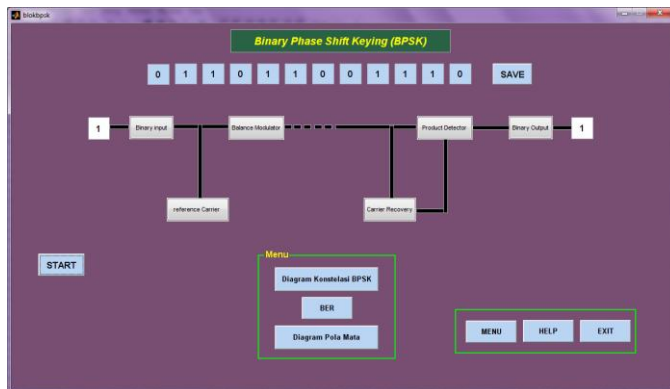 blokbpsk
Binary Phase Shift Keying (BPSK)
0 1 1 0 1 1 0 0 1 1 1 0 SAVE
1 Binary input Balance Modulator Product Detector Binary Output 1
reference Carrier Carrier Recovery
START
Menu
Diagram Konstelasi BPSK
BER
Diagram Pola Mata
MENU HELP EXIT